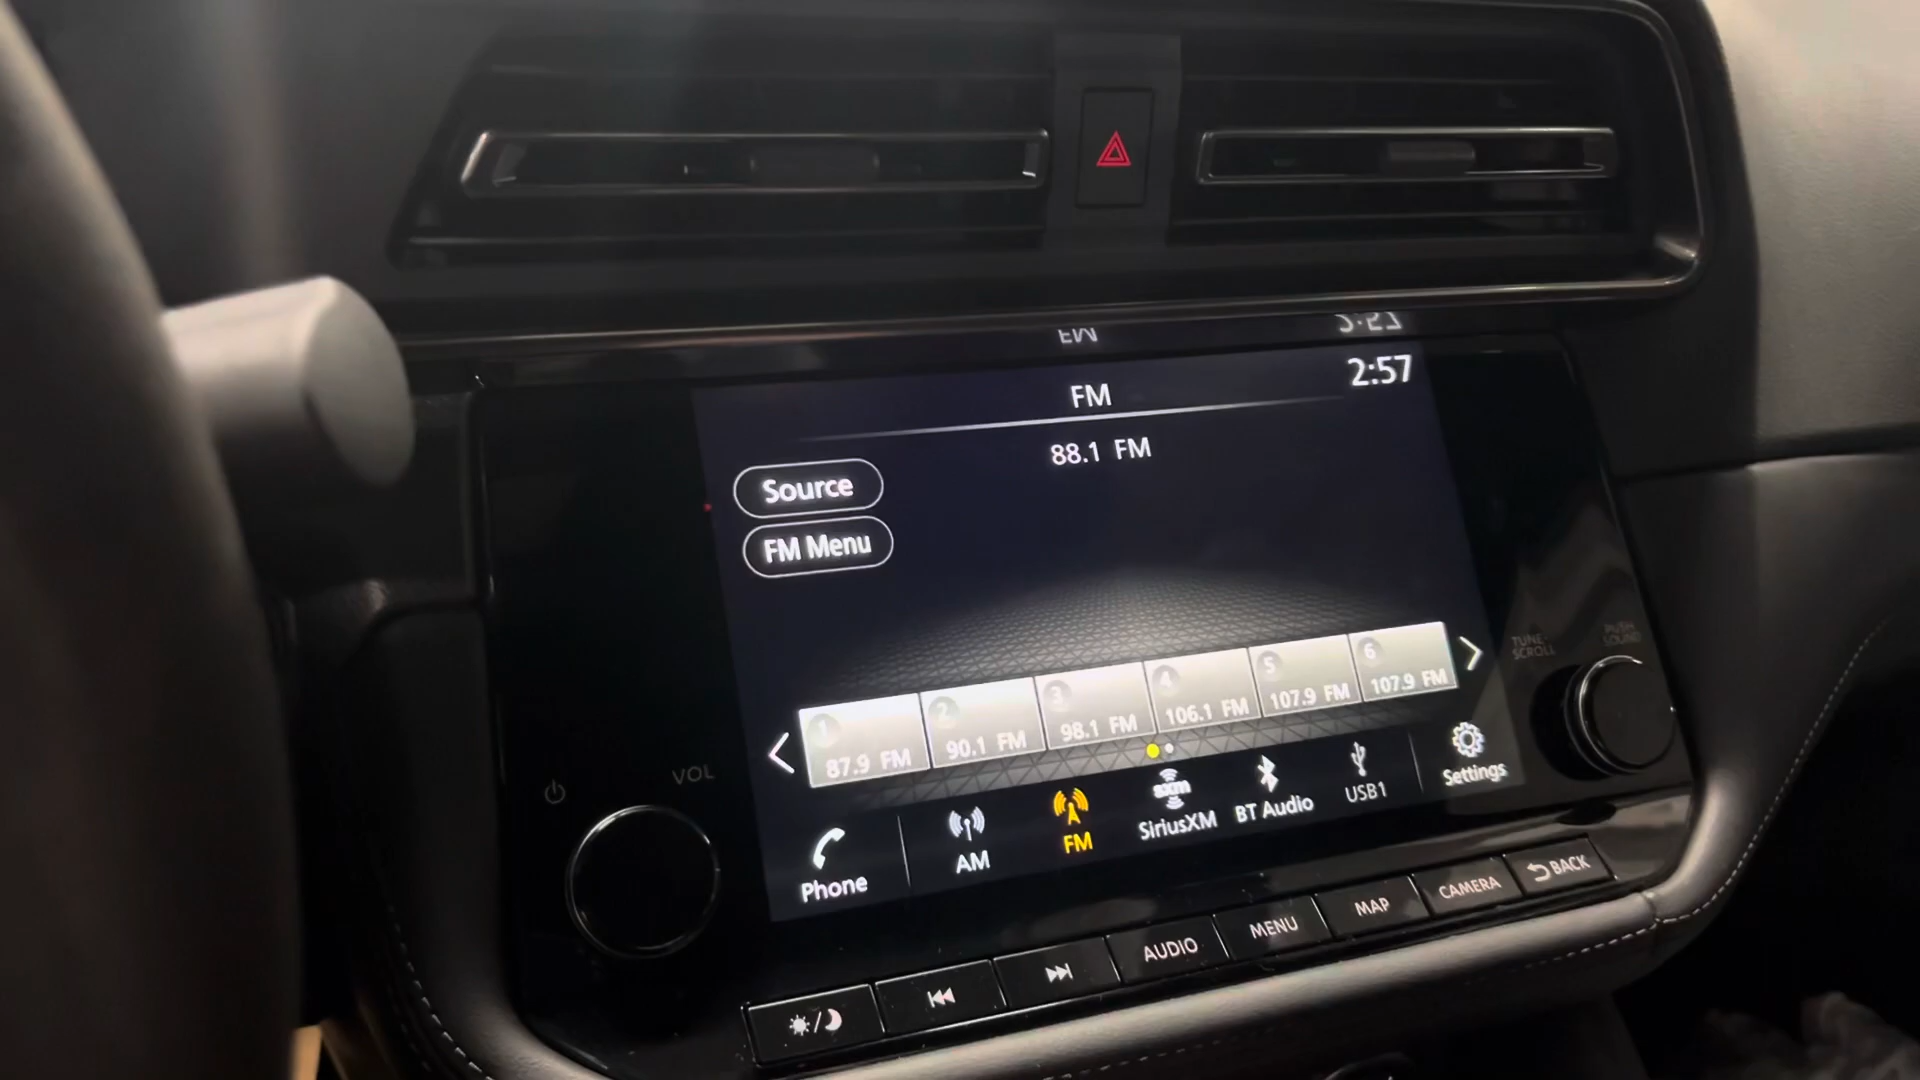 FM
2:57
88.1 FM
Source
FM Menu
1 2 3 4 5 6
87.9 FM 90.1 FM 98.1 FM 106.1 FM 107.9 FM 107.9 FM
Phone
AM
FM
sxm
SiriusXM
BT Audio
USB1
Settings
VOL
TUNE·
SCROLL
PUSH
SOUND
AUDIO
MENU
MAP
CAMERA
BACK